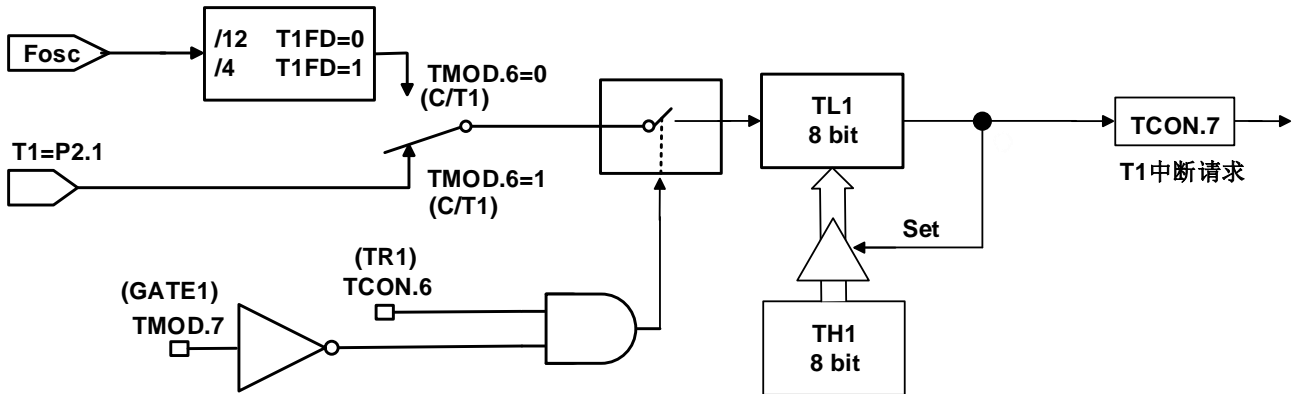 Fosc
/12 T1FD=0
/4 T1FD=1
TMOD.6=0
(C/T1)
T1=P2.1
TMOD.6=1
(C/T1)
TL1
8 bit
TCON.7
T1中断请求
Set
(TR1)
TCON.6
(GATE1)
TMOD.7
TH1
8 bit